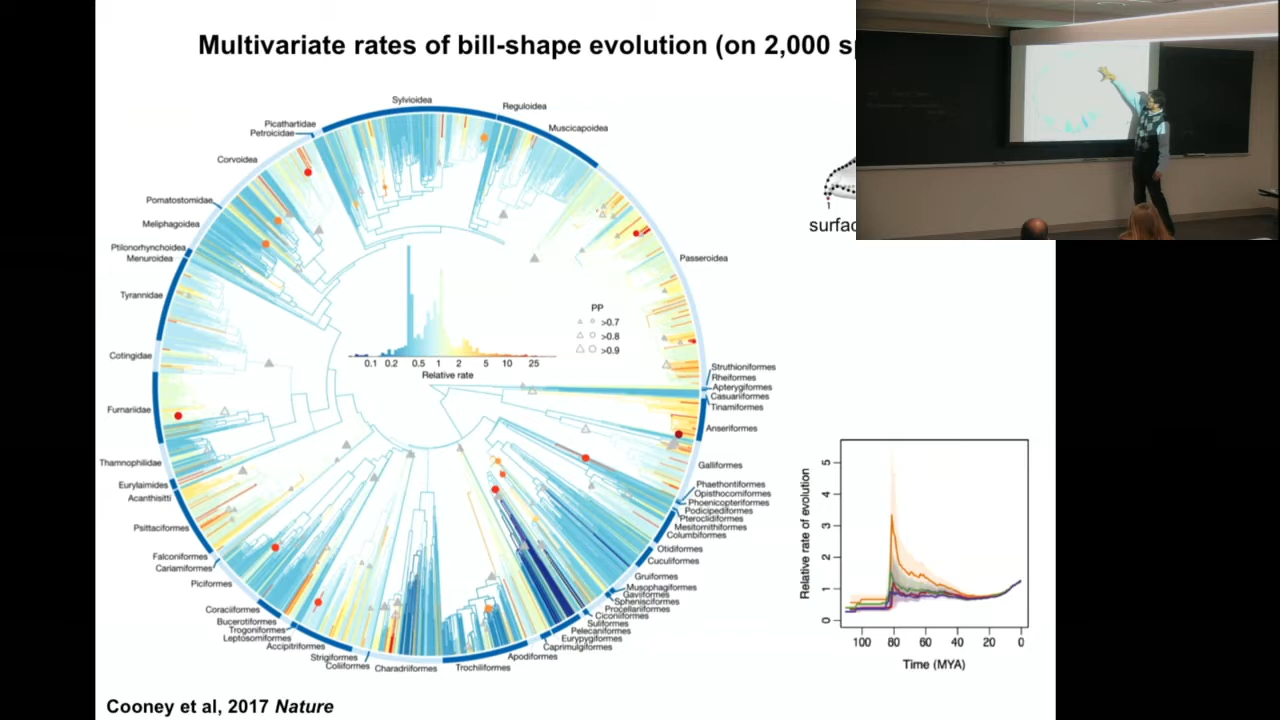 Multivariate rates of bill-shape evolution (on 2,000 s
Sylvioidea
Reguloidea
Muscicapoidea
Picathartidae
Petroicidae
Corvoidea
Pomatostomidae
Meliphagoidea
Ptilonorhynchoidea
Menuroidea
Tyrannidae
Cotingidae
Furnariidae
Thamnophilidae
Eurylaimides
Acanthisitti
Psittaciformes
Falconiformes
Cariamiformes
Piciformes
Coraciiformes
Bucerotiformes
Trogoniformes
Leptosomiformes
Accipitriformes
Strigiformes
Coliiformes
Charadriiformes
Trochiliformes
Apodiformes
Caprimulgiformes
Eurypygiformes
Pelecaniformes
Suliformes
Ciconiiformes
Procellariiformes
Sphenisciformes
Gaviiformes
Musophagiformes
Gruiformes
Cuculiformes
Otidiformes
Columbiformes
Mesitornithiformes
Pteroclidiformes
Podicipediformes
Phoenicopteriformes
Opisthocomiformes
Phaethontiformes
Galliformes
Anseriformes
Tinamiformes
Casuariiformes
Apterygiformes
Rheiformes
Struthioniformes
Passeroidea
PP
>0.7
>0.8
>0.9
0.1 0.2 0.5 1 2 5 10 25
Relative rate
1
surfac
Relative rate of evolution
5
4
3
2
1
0
100 80 60 40 20 0
Time (MYA)
Cooney et al, 2017 Nature